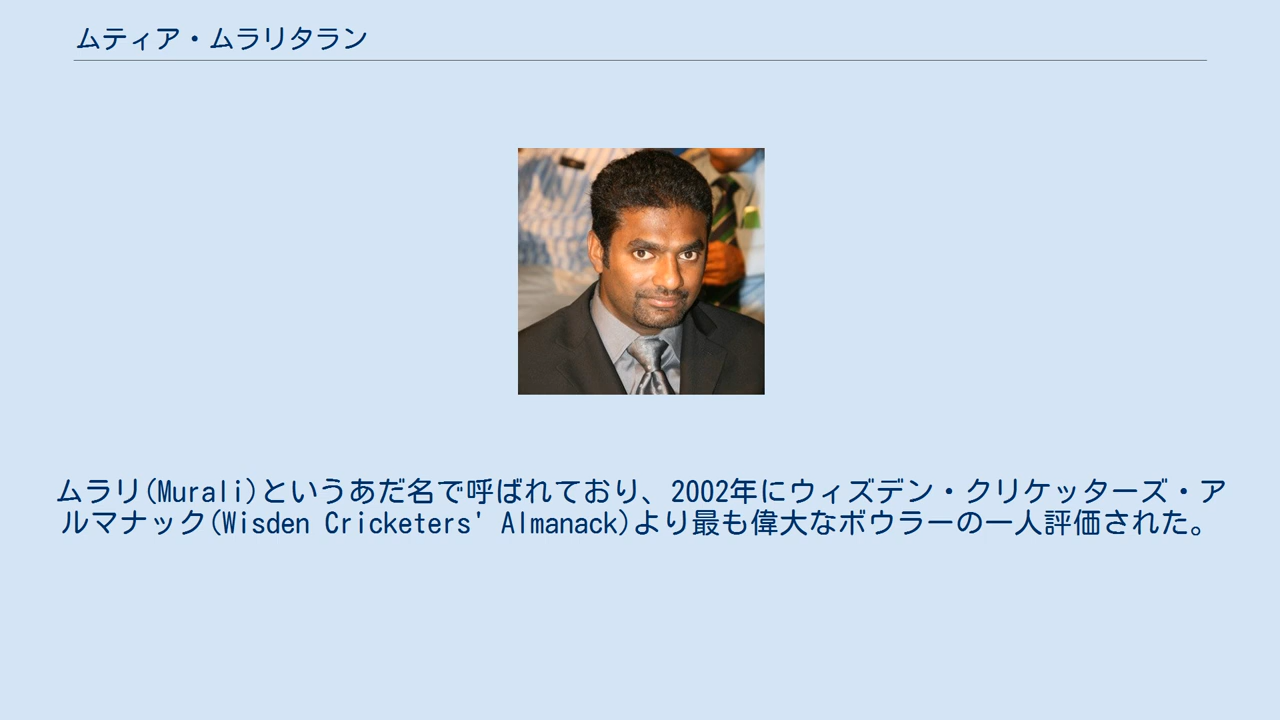 ムティア・ムラリタラン
ムラリ(Murali)というあだ名で呼ばれており、2002年にウィズデン・クリケッターズ・ア
ルマナック(Wisden Cricketers' Almanack)より最も偉大なボウラーの一人評価された。